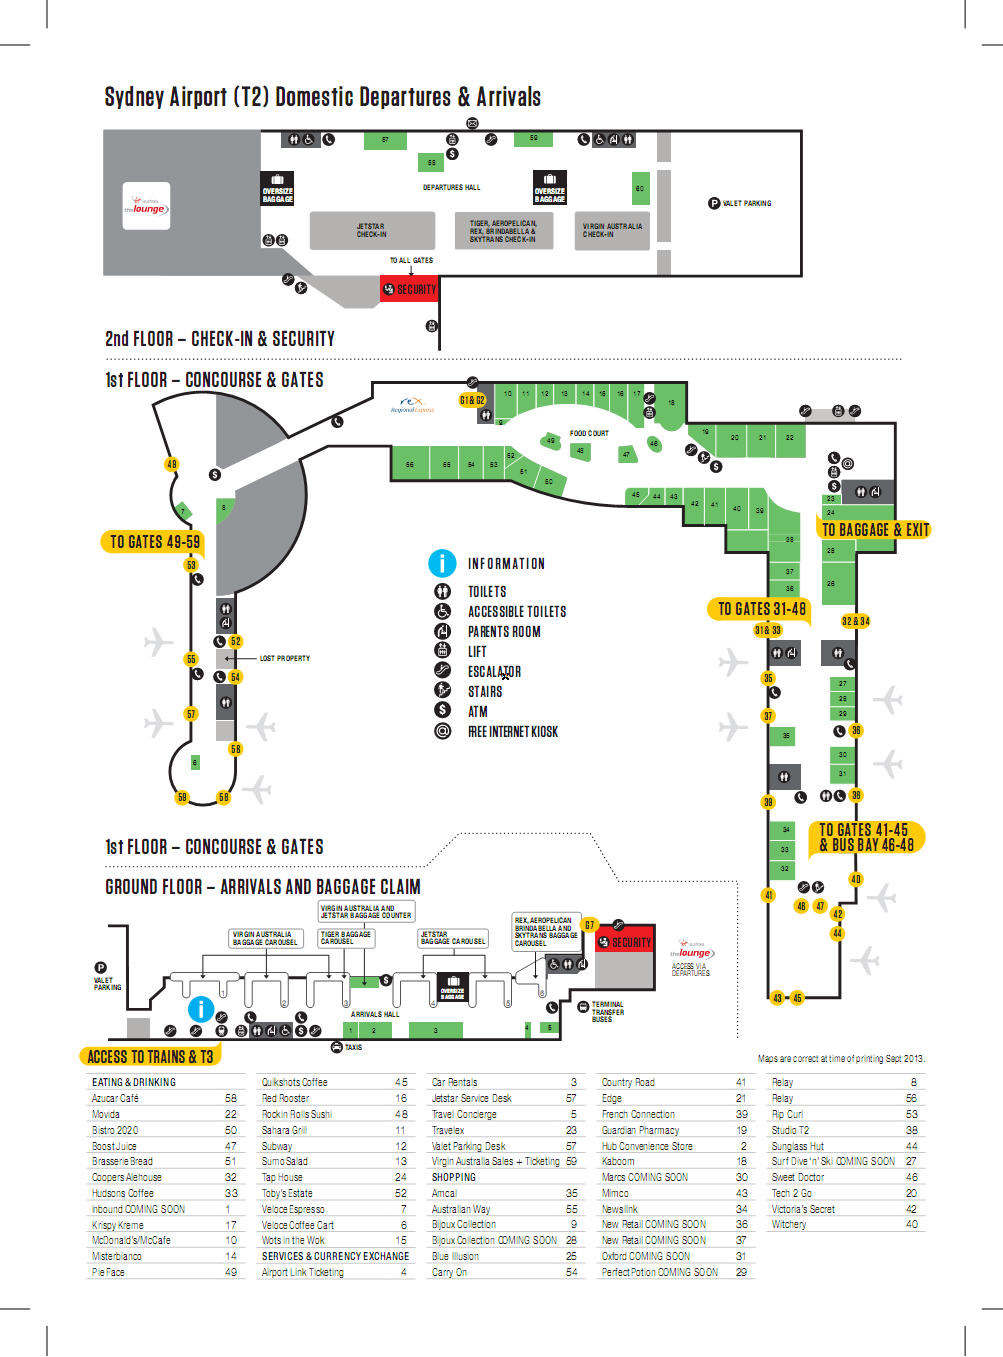 Sydney Airport (T2) Domestic Departures & Arrivals
57
59
58
OVERSIZE
BAGGAGE
DEPARTURES HALL
OVERSIZE
BAGGAGE
60
the lounge
P VALET PARKING
JETSTAR
CHECK-IN
TIGER, AEROPELICAN,
REX, BRINDABELLA &
SKYTRANS CHECK-IN
VIRGIN AUSTRALIA
CHECK-IN
TO ALL GATES
SECURITY
2nd FLOOR – CHECK-IN & SECURITY
1st FLOOR – CONCOURSE & GATES
rex
Regional Express
G1 & G2
10 11 12 13 14 15 16 17 18
9
FOOD COURT
49 48 47 46
19 20 21 22
56 55 54 53 52 51 50
45 44 43 42 41 40 39
49
7
8
TO GATES 49-59
53
23
24
TO BAGGAGE & EXIT
38
25
37
36
26
INFORMATION
TOILETS
ACCESSIBLE TOILETS
PARENTS ROOM
LIFT
ESCALATOR
STAIRS
ATM
FREE INTERNET KIOSK
TO GATES 31-48
31 & 33
32 & 34
52
55
LOST PROPERTY
54
57
56
6
59
58
35
27
28
29
37
36
35
30
31
39
38
34
33
32
TO GATES 41-45
& BUS BAY 46-48
40
41
46 47
42
44
43 45
1st FLOOR – CONCOURSE & GATES
GROUND FLOOR – ARRIVALS AND BAGGAGE CLAIM
VIRGIN AUSTRALIA AND
JETSTAR BAGGAGE COUNTER
VIRGIN AUSTRALIA
BAGGAGE CAROUSEL
TIGER BAGGAGE
CAROUSEL
JETSTAR
BAGGAGE CAROUSEL
REX, AEROPELICAN
BRINDABELLA AND
SKYTRANS BAGGAGE
CAROUSEL
G7
SECURITY
the lounge
ACCESS VIA
DEPARTURES
P
VALET
PARKING
OVERSIZE
BAGGAGE
1 2 3 4 5 6
ARRIVALS HALL
TERMINAL
TRANSFER
BUSES
1 2 3 4 5
TAXIS
ACCESS TO TRAINS & T3
Maps are correct at time of printing Sept 2013.
EATING & DRINKING
Azucar Café 58
Movida 22
Bistro 2020 50
Boost Juice 47
Brasserie Bread 51
Coopers Alehouse 32
Hudsons Coffee 33
Inbound COMING SOON 1
Krispy Kreme 17
McDonald's/McCafe 10
Misterbianco 14
Pie Face 49
Quikshots Coffee 45
Red Rooster 16
Rockin Rolls Sushi 48
Sahara Grill 11
Subway 12
Sumo Salad 13
Tap House 24
Toby's Estate 52
Veloce Espresso 7
Veloce Coffee Cart 6
Wots in the Wok 15
SERVICES & CURRENCY EXCHANGE
Airport Link Ticketing 4
Car Rentals 3
Jetstar Service Desk 57
Travel Concierge 5
Travelex 23
Valet Parking Desk 57
Virgin Australia Sales + Ticketing 59
SHOPPING
Amcal 35
Australian Way 55
Bijoux Collection 9
Bijoux Collection COMING SOON 28
Blue Illusion 25
Carry On 54
Country Road 41
Edge 21
French Connection 39
Guardian Pharmacy 19
Hub Convenience Store 2
Kaboom 18
Marcs COMING SOON 30
Mimco 43
Newslink 34
New Retail COMING SOON 36
New Retail COMING SOON 37
Oxford COMING SOON 31
Perfect Potion COMING SOON 29
Relay 8
Relay 56
Rip Curl 53
Studio T2 38
Sunglass Hut 44
Surf Dive 'n' Ski COMING SOON 27
Sweet Doctor 46
Tech 2 Go 20
Victoria's Secret 42
Witchery 40